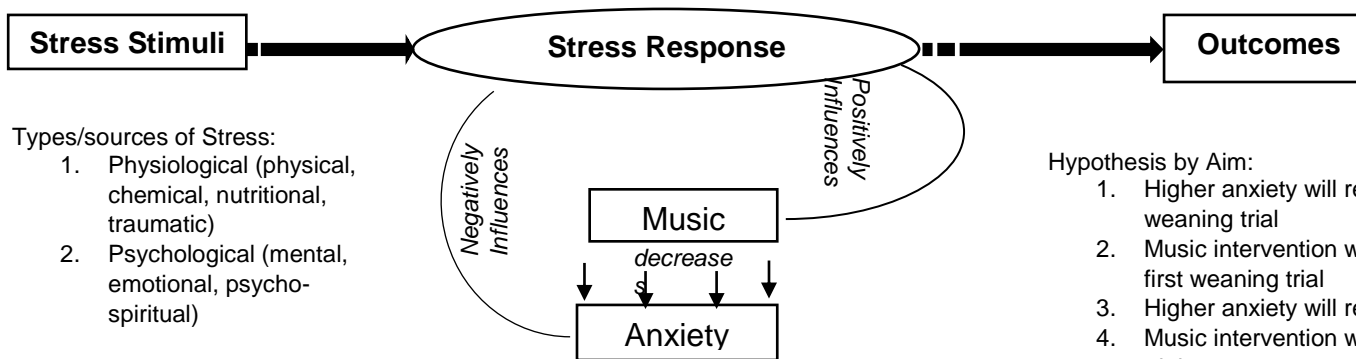 Stress Stimuli
Stress Response
Outcomes
Types/sources of Stress:
1. Physiological (physical,
chemical, nutritional,
traumatic)
2. Psychological (mental,
emotional, psycho-
spiritual)
Negatively
Influences
Positively
Influences
Music
decrease
s
Anxiety
Hypothesis by Aim:
1. Higher anxiety will re
weaning trial
2. Music intervention w
first weaning trial
3. Higher anxiety will re
4. Music intervention w